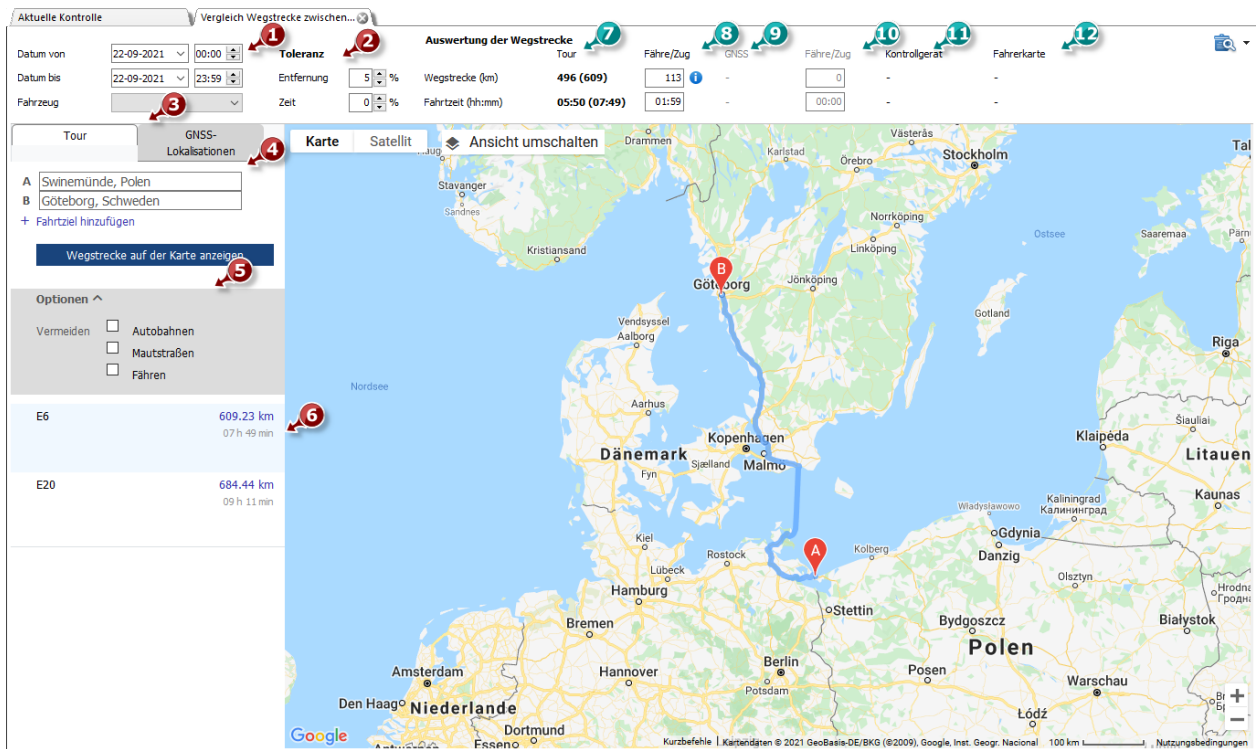 Aktuelle Kontrolle
Vergleich Wegstrecke zwischen...
Datum von 22-09-2021 00:00 1
Datum bis 22-09-2021 23:59
Fahrzeug
3
Toleranz 2
Entfernung 5 %
Zeit 0 %
Auswertung der Wegstrecke
7 8 9 10 11 12
Tour Fähre/Zug GNSS Fähre/Zug Kontrollgerät Fahrerkarte
Wegstrecke (km) 496 (609) 113 i - 0 - -
Fahrtzeit (hh:mm) 05:50 (07:49) 01:59 - 00:00 - -
Tour
GNSS-
Lokalisationen
4
A Swinemünde, Polen
B Göteborg, Schweden
+ Fahrtziel hinzufügen
Wegstrecke auf der Karte anzeigen
5
Optionen
Vermeiden
Autobahnen
Mautstraßen
Fähren
E6 609.23 km
07 h 49 min
6
E20 684.44 km
09 h 11 min
Karte Satellit Ansicht umschalten
Drammen
Västerås
Karlstad
Örebro
Stockholm
Tal
Stavanger
Sandnes
Norrköping
Linköping
Ostsee
Saaremaa
Pärn
Kristiansand
B
Göteborg
Jönköping
Gotland
Vendsyssel
Aalborg
Riga
Nordsee
Aarhus
Kopenhagen
Dänemark
Sjælland
Malmö
Fyn
Šiauliai
Klaipėda
Litauen
Kaunas
Kaliningrad
Калининград
Władysławowo
Gdynia
Danzig
Kiel
Rostock
A
Kolberg
Lübeck
Hamburg
Olsztyn
Hrodna
Гродна
Stettin
Bremen
Bydgoszcz
Białystok
Polen
Amsterdam
Hannover
Berlin
Potsdam
Posen
Warschau
Den Haag
Niederlande
Łódź
Dortmund
Essen
Antwerpen
+
−
Google
Kurzbefehle Kartendaten © 2021 GeoBasis-DE/BKG (©2009), Google, Inst. Geogr. Nacional 100 km Nutzungsbedingungen